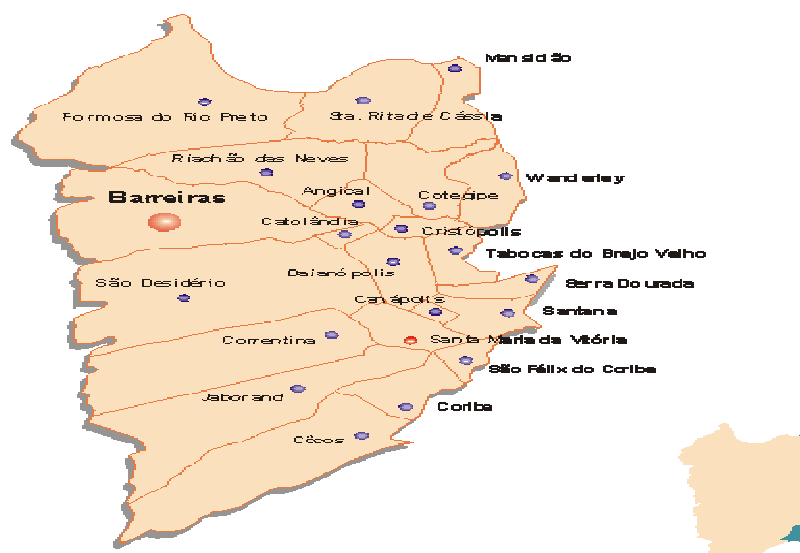 Mansidão
Formosa do Rio Preto
Sta. Rita de Cássia
Riachão das Neves
Wanderley
Barreiras
Angical
Cotegipe
Catolândia
Cristópolis
Tabocas do Brejo Velho
Baianópolis
São Desidério
Serra Dourada
Canápolis
Santana
Correntina
Santa Maria da Vitória
São Félix do Coribe
Jaborand
Coribe
Côcos